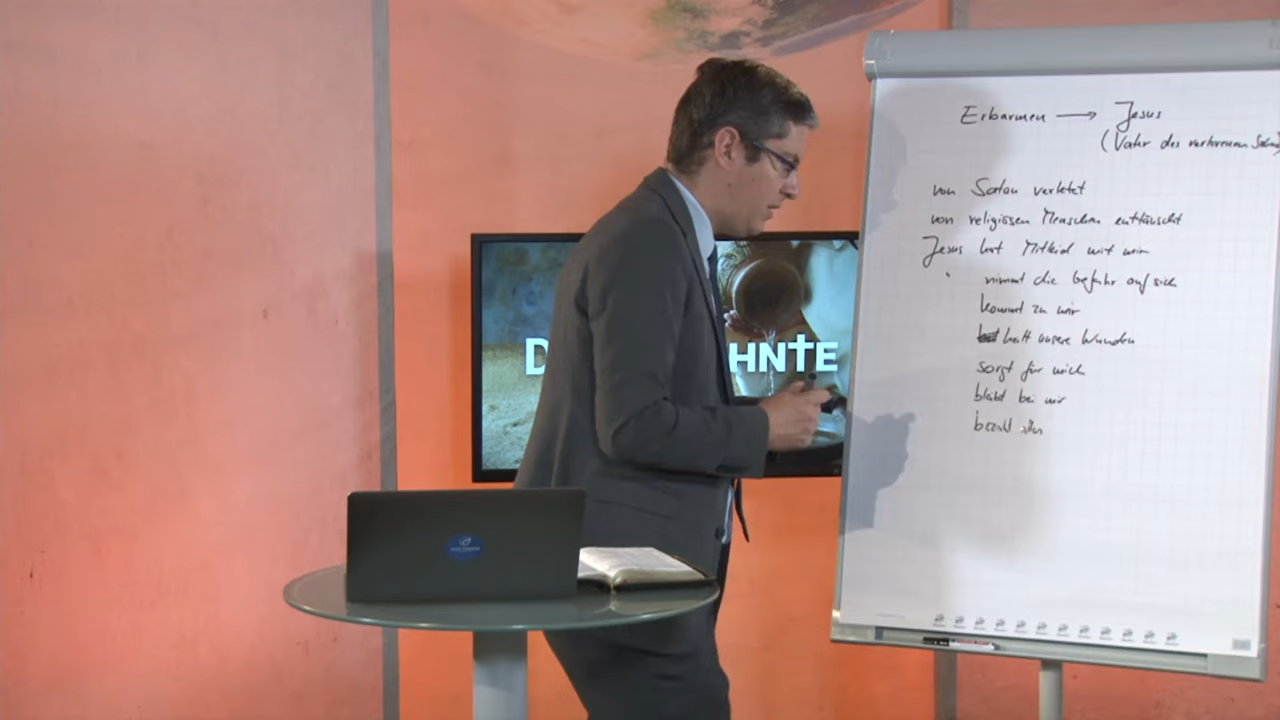 Erbarmen → Jesus
(Vater des verlorenen Sohnes)
von Satan verletzt
von religiösen Menschen enttäuscht
Jesus hat Mitleid mit mir
" nimmt die Gefahr auf sich
kommt zu mir
heilt unsere Wunden
sorgt für mich
bleibt bei mir
bezahlt alles
D HNTE